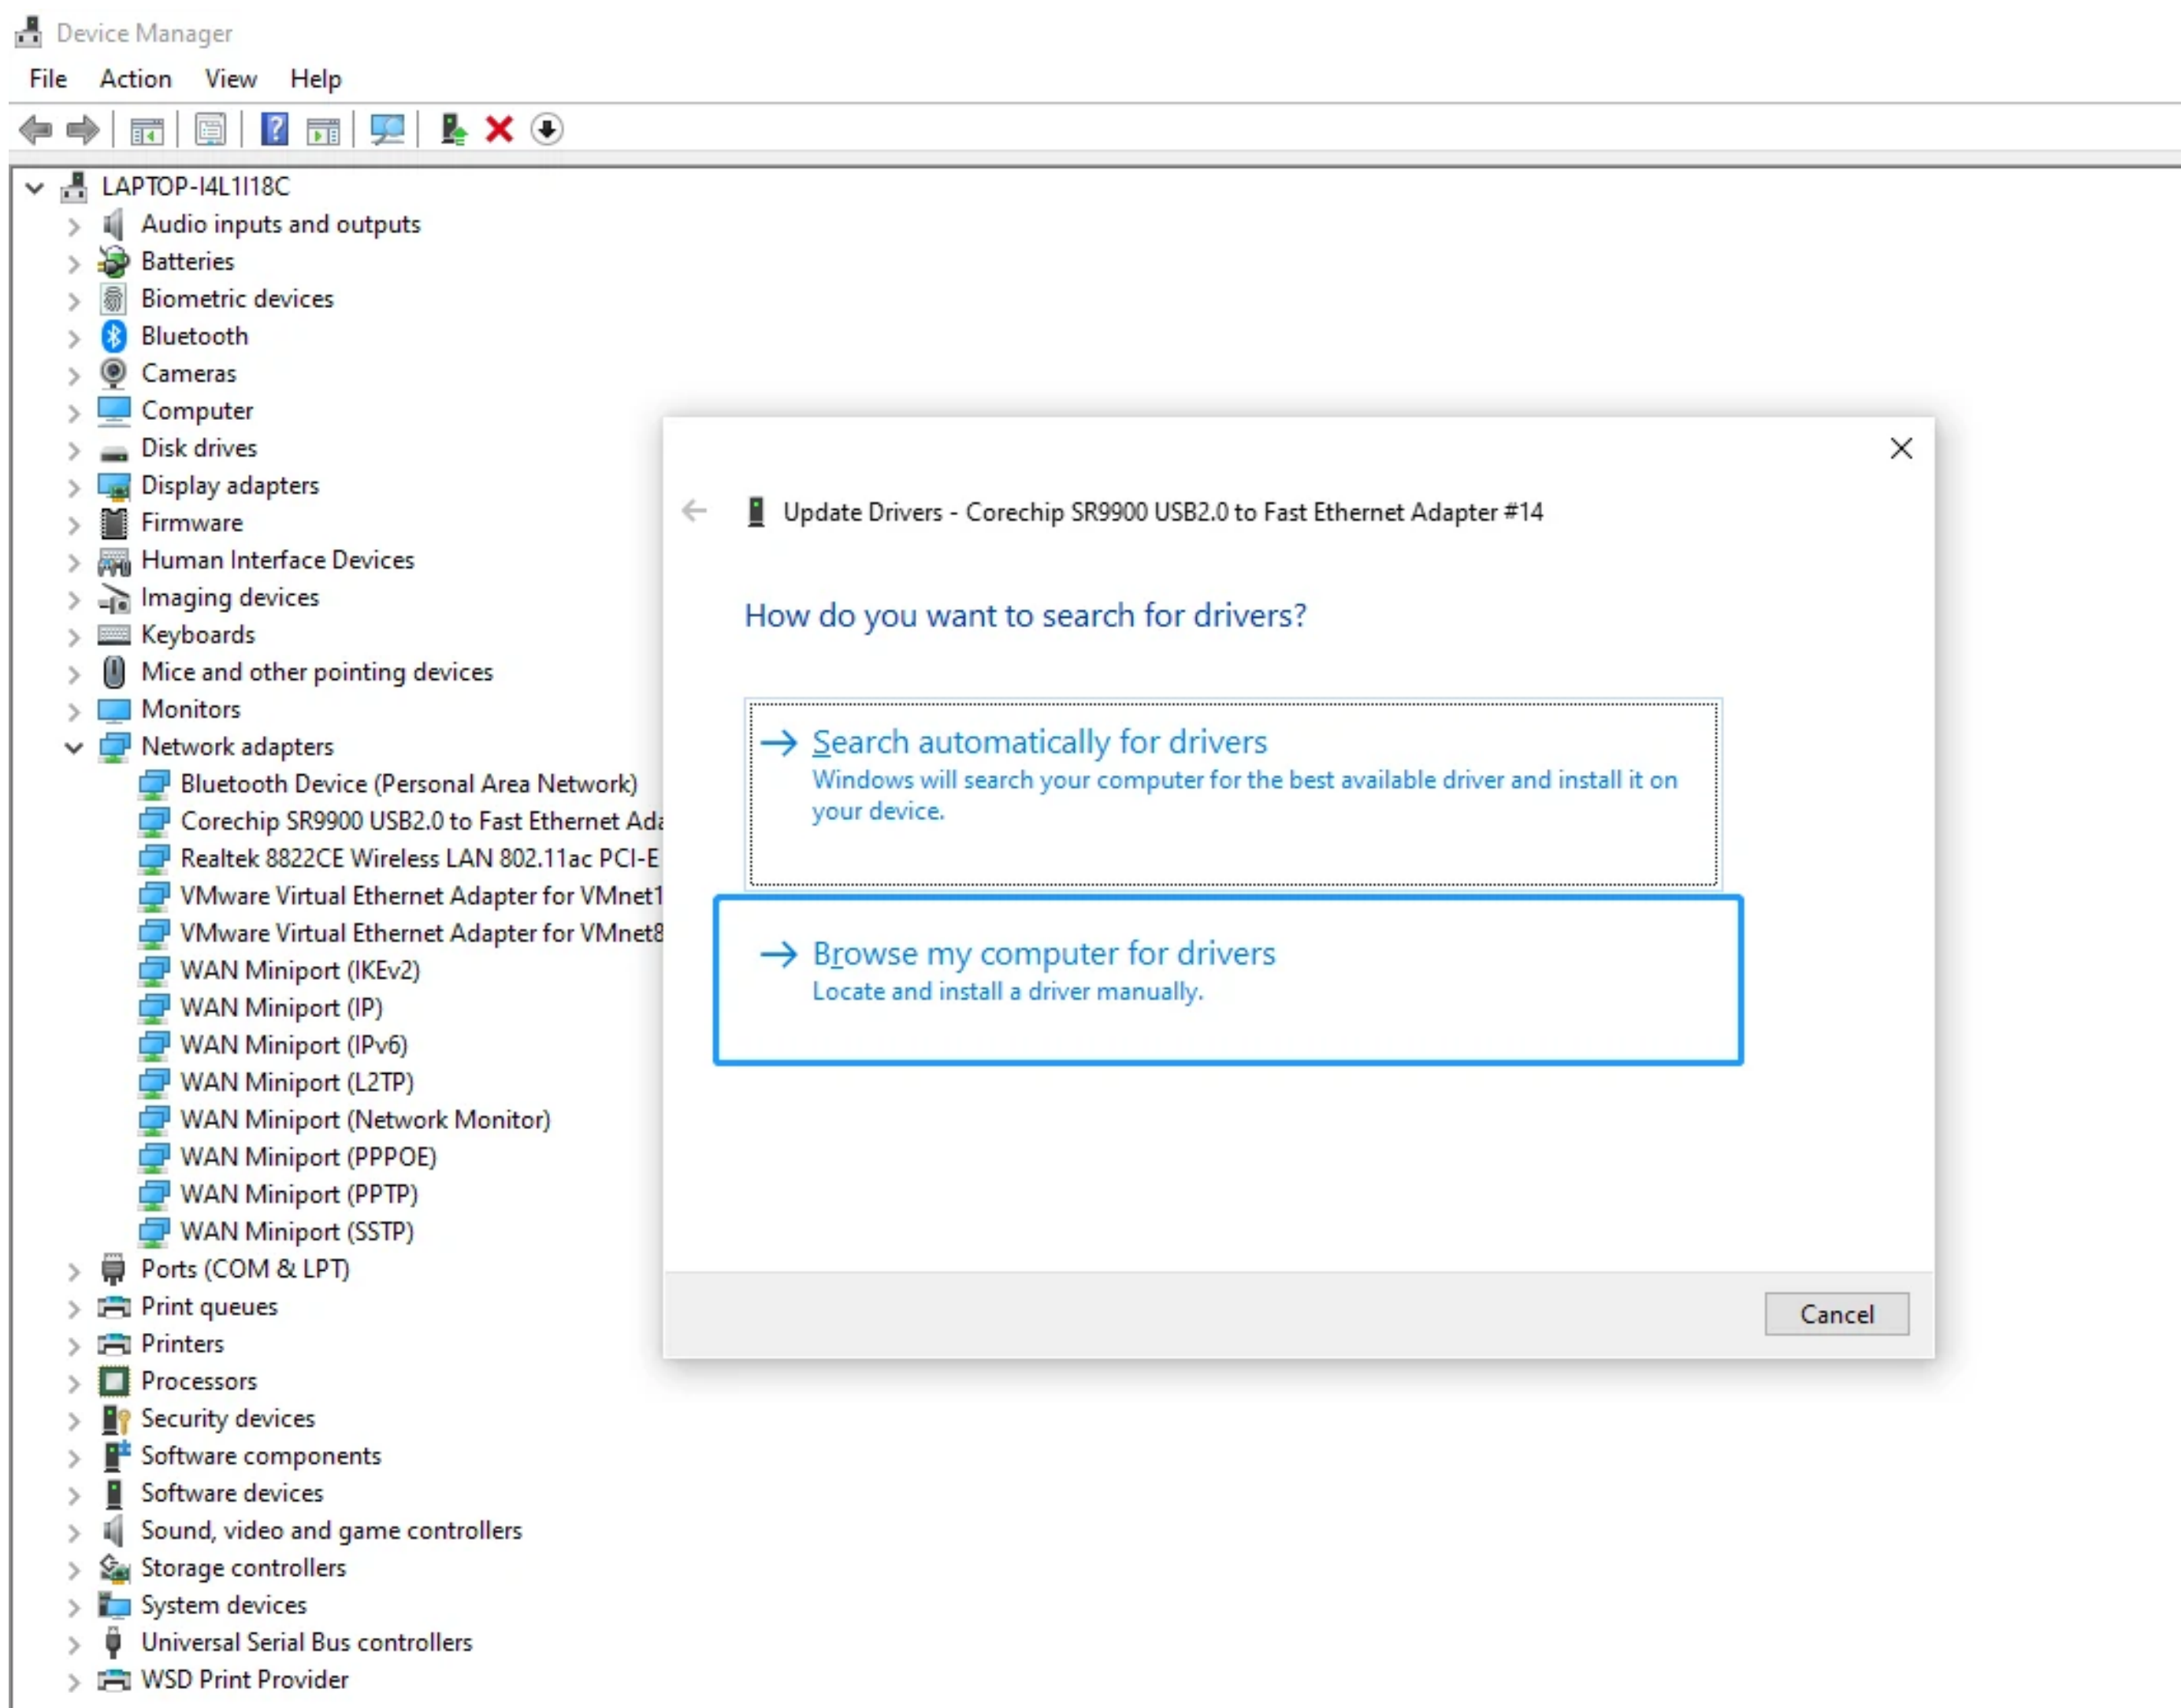 Device Manager
File Action View Help
LAPTOP-I4L1I18C
Audio inputs and outputs
Batteries
Biometric devices
Bluetooth
Cameras
Computer
Disk drives
Display adapters
Firmware
Human Interface Devices
Imaging devices
Keyboards
Mice and other pointing devices
Monitors
Network adapters
Bluetooth Device (Personal Area Network)
Corechip SR9900 USB2.0 to Fast Ethernet Ada
Realtek 8822CE Wireless LAN 802.11ac PCI-E
VMware Virtual Ethernet Adapter for VMnet1
VMware Virtual Ethernet Adapter for VMnet8
WAN Miniport (IKEv2)
WAN Miniport (IP)
WAN Miniport (IPv6)
WAN Miniport (L2TP)
WAN Miniport (Network Monitor)
WAN Miniport (PPPOE)
WAN Miniport (PPTP)
WAN Miniport (SSTP)
Ports (COM & LPT)
Print queues
Printers
Processors
Security devices
Software components
Software devices
Sound, video and game controllers
Storage controllers
System devices
Universal Serial Bus controllers
WSD Print Provider
Update Drivers - Corechip SR9900 USB2.0 to Fast Ethernet Adapter #14
How do you want to search for drivers?
Search automatically for drivers
Windows will search your computer for the best available driver and install it on
your device.
Browse my computer for drivers
Locate and install a driver manually.
Cancel